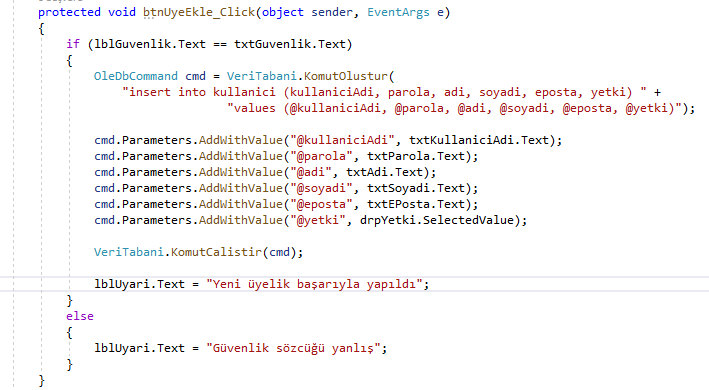 protected void btnUyeEkle_Click(object sender, EventArgs e)
{
if (lblGuvenlik.Text == txtGuvenlik.Text)
{
OleDbCommand cmd = VeriTabani.KomutOlustur(
"insert into kullanici (kullaniciAdi, parola, adi, soyadi, eposta, yetki) " +
"values (@kullaniciAdi, @parola, @adi, @soyadi, @eposta, @yetki)");
cmd.Parameters.AddWithValue("@kullaniciAdi", txtKullaniciAdi.Text);
cmd.Parameters.AddWithValue("@parola", txtParola.Text);
cmd.Parameters.AddWithValue("@adi", txtAdi.Text);
cmd.Parameters.AddWithValue("@soyadi", txtSoyadi.Text);
cmd.Parameters.AddWithValue("@eposta", txtEPosta.Text);
cmd.Parameters.AddWithValue("@yetki", drpYetki.SelectedValue);
VeriTabani.KomutCalistir(cmd);
lblUyari.Text = "Yeni üyelik başarıyla yapıldı";
}
else
{
lblUyari.Text = "Güvenlik sözcüğü yanlış";
}
}